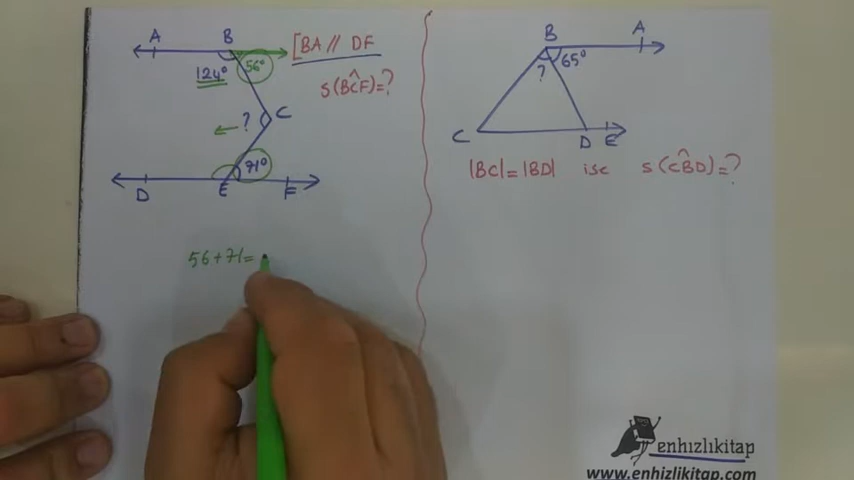 A B
[BA // DF
124° 56°
s(BĈF)=?
? C
71°
D E F
56+71=
B A
65°
?
C D E
|BC|=|BD| ise s(CB̂D)=?
enhızlıkitap
www.enhizlikitap.com